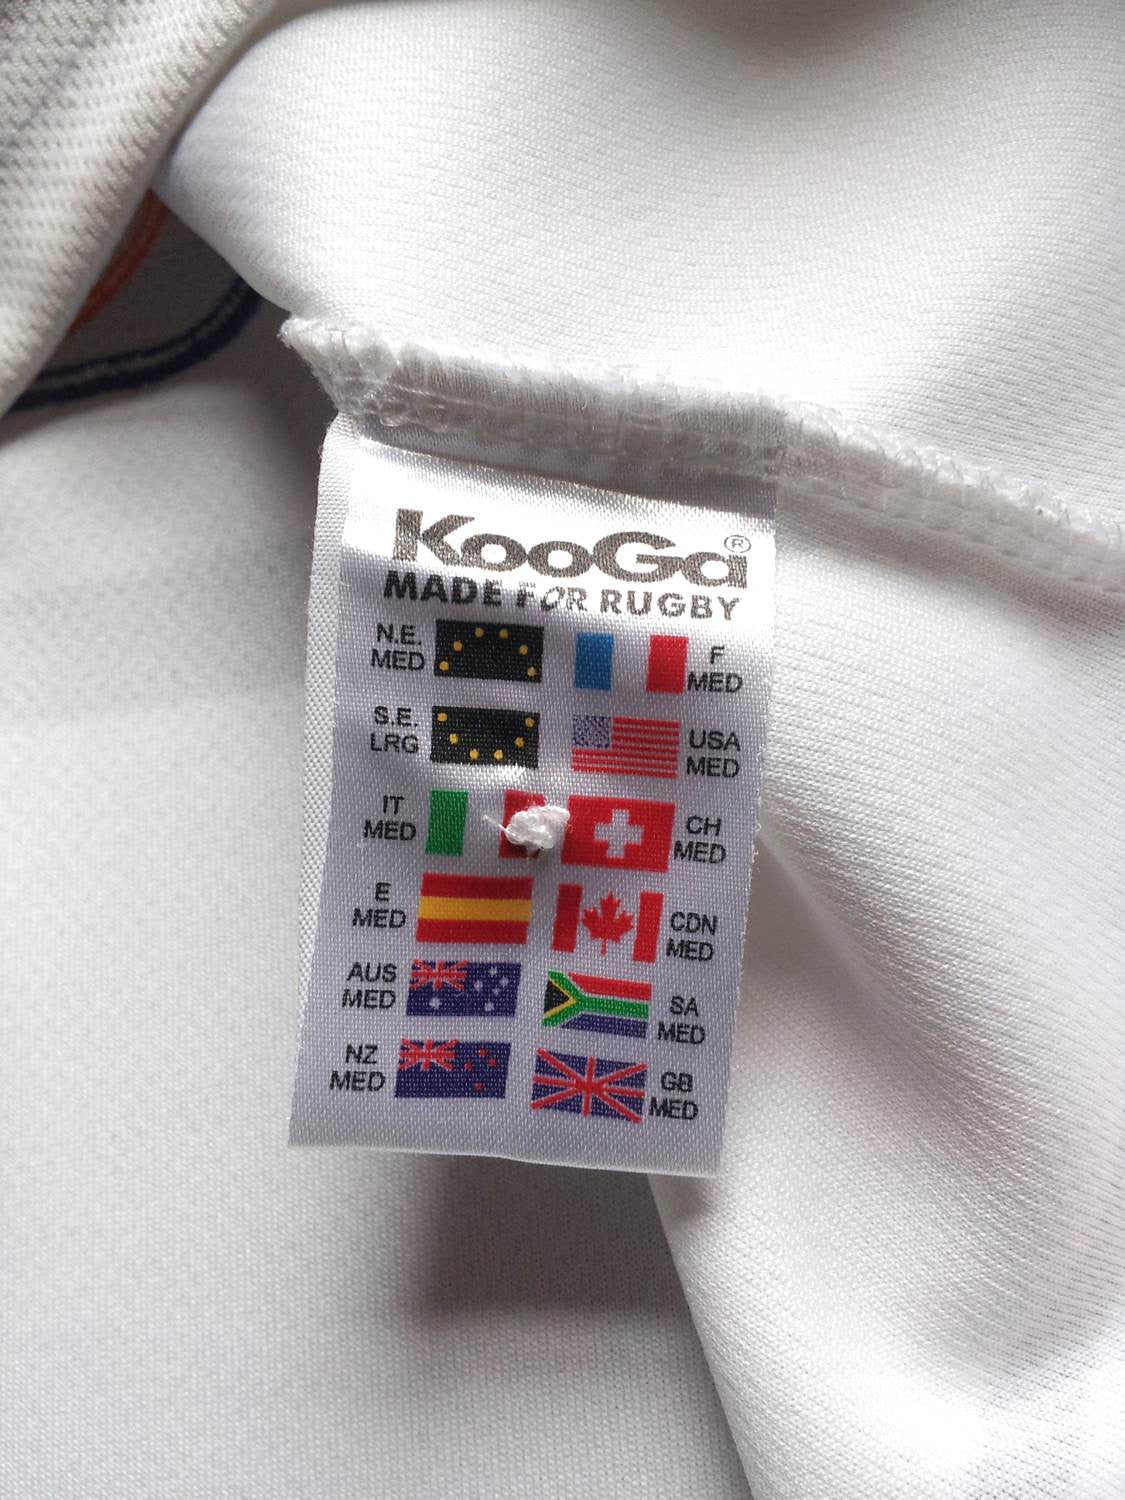 KooGa®
MADE FOR RUGBY
N.E.
MED
F
MED
S.E.
LRG
USA
MED
IT
MED
CH
MED
E
MED
CDN
MED
AUS
MED
SA
MED
NZ
MED
GB
MED